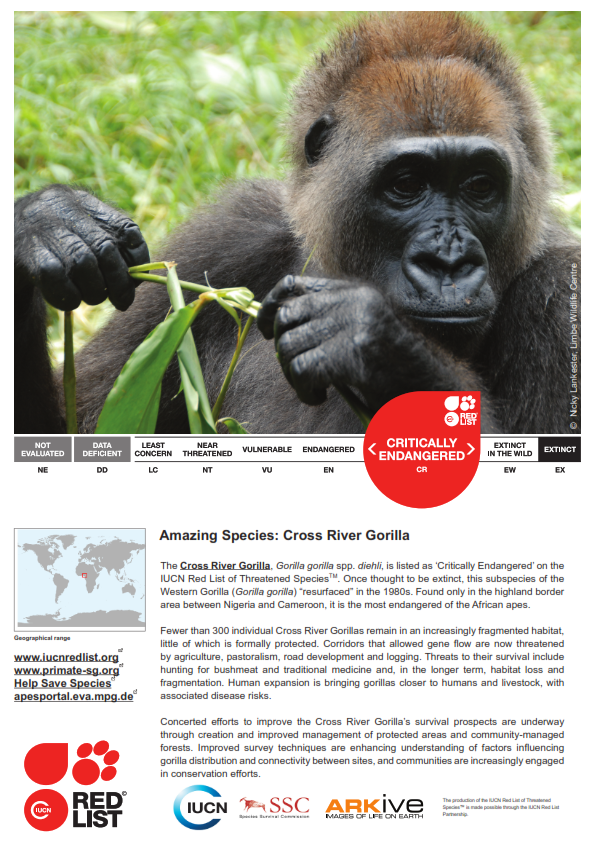 © Nicky Lankester, Limbe Wildlife Centre
RED
LIST
NOT
EVALUATED
DATA
DEFICIENT
LEAST
CONCERN
NEAR
THREATENED
VULNERABLE
ENDANGERED
< CRITICALLY
ENDANGERED >
EXTINCT
IN THE WILD
EXTINCT
NE
DD
LC
NT
VU
EN
CR
EW
EX
Amazing Species: Cross River Gorilla
The Cross River Gorilla, Gorilla gorilla spp. diehli, is listed as 'Critically Endangered' on the
IUCN Red List of Threatened Species™. Once thought to be extinct, this subspecies of the
Western Gorilla (Gorilla gorilla) “resurfaced” in the 1980s. Found only in the highland border
area between Nigeria and Cameroon, it is the most endangered of the African apes.
Fewer than 300 individual Cross River Gorillas remain in an increasingly fragmented habitat,
little of which is formally protected. Corridors that allowed gene flow are now threatened
by agriculture, pastoralism, road development and logging. Threats to their survival include
hunting for bushmeat and traditional medicine and, in the longer term, habitat loss and
fragmentation. Human expansion is bringing gorillas closer to humans and livestock, with
associated disease risks.
Concerted efforts to improve the Cross River Gorilla's survival prospects are underway
through creation and improved management of protected areas and community-managed
forests. Improved survey techniques are enhancing understanding of factors influencing
gorilla distribution and connectivity between sites, and communities are increasingly engaged
in conservation efforts.
Geographical range
www.iucnredlist.org
www.primate-sg.org
Help Save Species
apesportal.eva.mpg.de
IUCN
RED
LIST
©
IUCN
SSC
Species Survival Commission
ARKive
IMAGES OF LIFE ON EARTH
The production of the IUCN Red List of Threatened
Species™ is made possible through the IUCN Red List
Partnership.